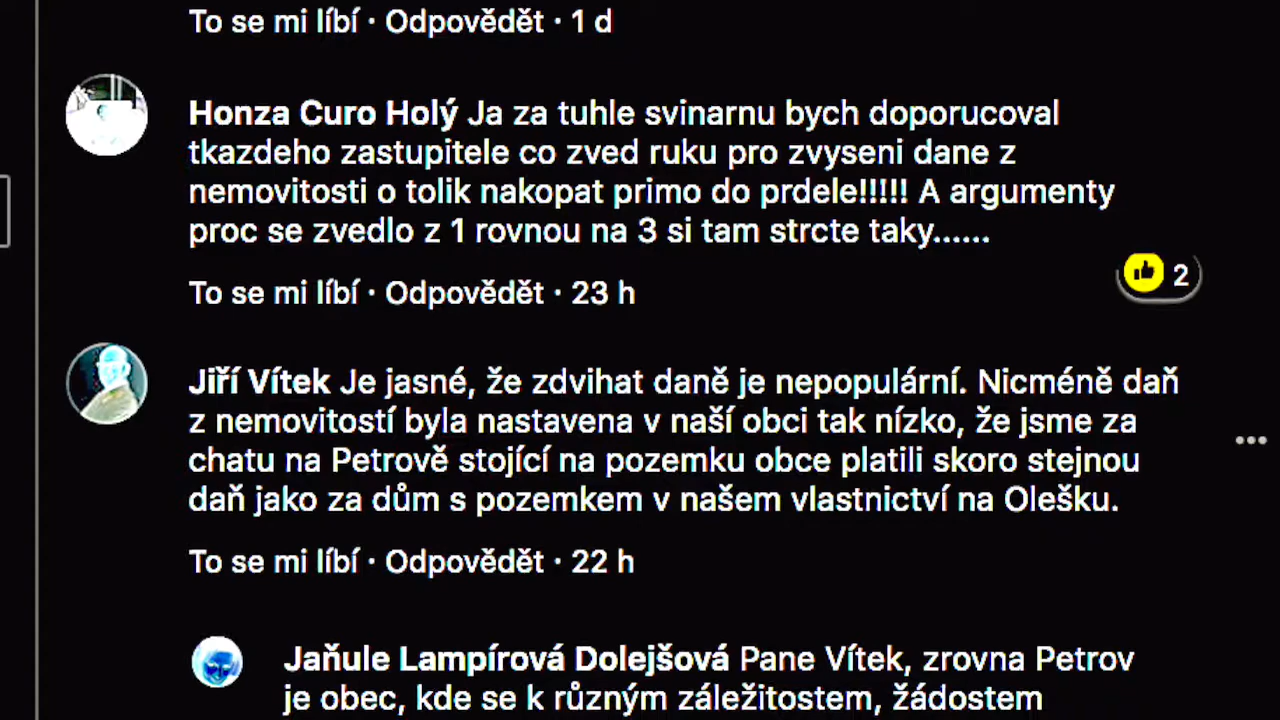 To se mi líbí · Odpovědět · 1 d
Honza Curo Holý Ja za tuhle svinarnu bych doporucoval
tkazdeho zastupitele co zved ruku pro zvyseni dane z
nemovitosti o tolik nakopat primo do prdele!!!!! A argumenty
proc se zvedlo z 1 rovnou na 3 si tam strcte taky......
To se mi líbí · Odpovědět · 23 h
2
Jiří Vítek Je jasné, že zdvihat daně je nepopulární. Nicméně daň
z nemovitostí byla nastavena v naší obci tak nízko, že jsme za
chatu na Petrově stojící na pozemku obce platili skoro stejnou
daň jako za dům s pozemkem v našem vlastnictví na Olešku.
To se mi líbí · Odpovědět · 22 h
Jaňule Lampírová Dolejšová Pane Vítek, zrovna Petrov
je obec, kde se k různým záležitostem, žádostem